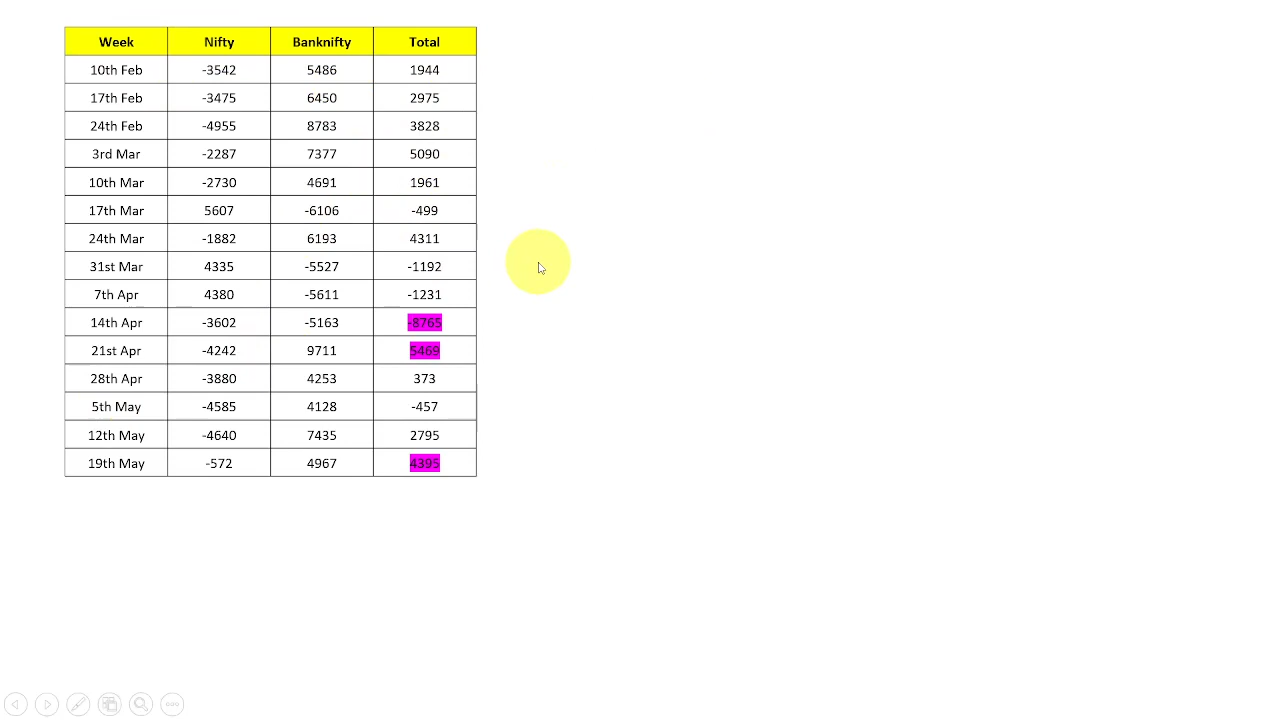 Week Nifty Banknifty Total
10th Feb -3542 5486 1944
17th Feb -3475 6450 2975
24th Feb -4955 8783 3828
3rd Mar -2287 7377 5090
10th Mar -2730 4691 1961
17th Mar 5607 -6106 -499
24th Mar -1882 6193 4311
31st Mar 4335 -5527 -1192
7th Apr 4380 -5611 -1231
14th Apr -3602 -5163 -8765
21st Apr -4242 9711 5469
28th Apr -3880 4253 373
5th May -4585 4128 -457
12th May -4640 7435 2795
19th May -572 4967 4395